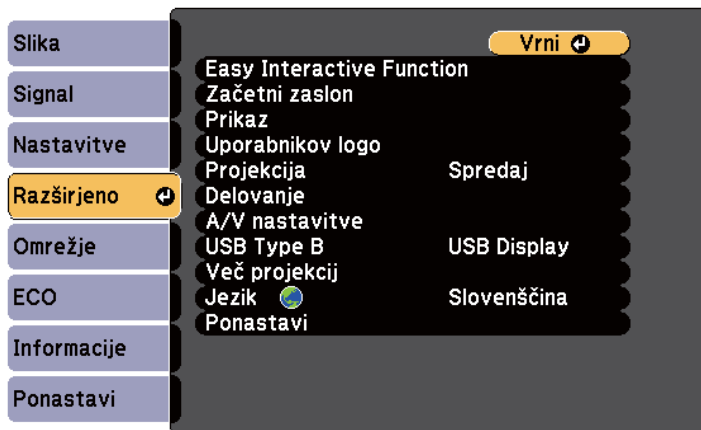 Slika
Signal
Nastavitve
Razširjeno
Omrežje
ECO
Informacije
Ponastavi
Vrni
Easy Interactive Function
Začetni zaslon
Prikaz
Uporabnikov logo
Projekcija Spredaj
Delovanje
A/V nastavitve
USB Type B USB Display
Več projekcij
Jezik Slovenščina
Ponastavi